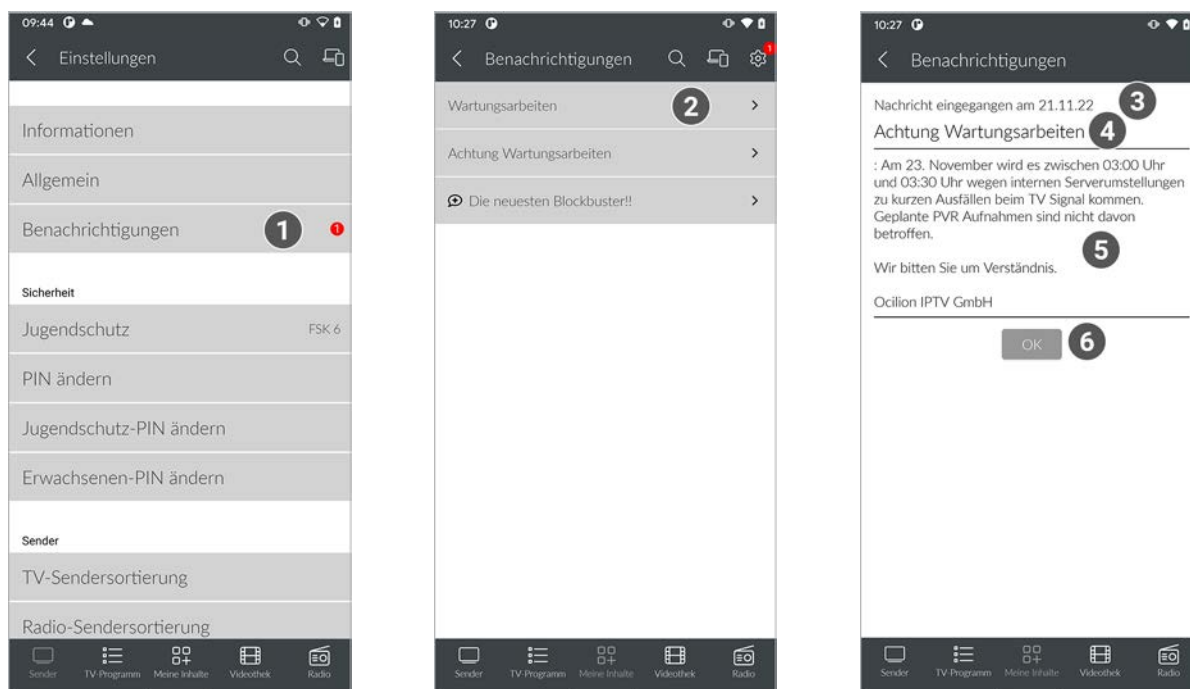 09:44
Einstellungen
Informationen
Allgemein
Benachrichtigungen 1 1
Sicherheit
Jugendschutz FSK 6
PIN ändern
Jugendschutz-PIN ändern
Erwachsenen-PIN ändern
Sender
TV-Sendersortierung
Radio-Sendersortierung
Sender TV-Programm Meine Inhalte Videothek Radio
10:27
Benachrichtigungen 1
Wartungsarbeiten 2
Achtung Wartungsarbeiten
Die neuesten Blockbuster!!
Sender TV-Programm Meine Inhalte Videothek Radio
10:27
Benachrichtigungen
Nachricht eingegangen am 21.11.22 3
Achtung Wartungsarbeiten 4
: Am 23. November wird es zwischen 03:00 Uhr
und 03:30 Uhr wegen internen Serverumstellungen
zu kurzen Ausfällen beim TV Signal kommen.
Geplante PVR Aufnahmen sind nicht davon
betroffen.
5
Wir bitten Sie um Verständnis.
Ocilion IPTV GmbH
OK 6
Sender TV-Programm Meine Inhalte Videothek Radio